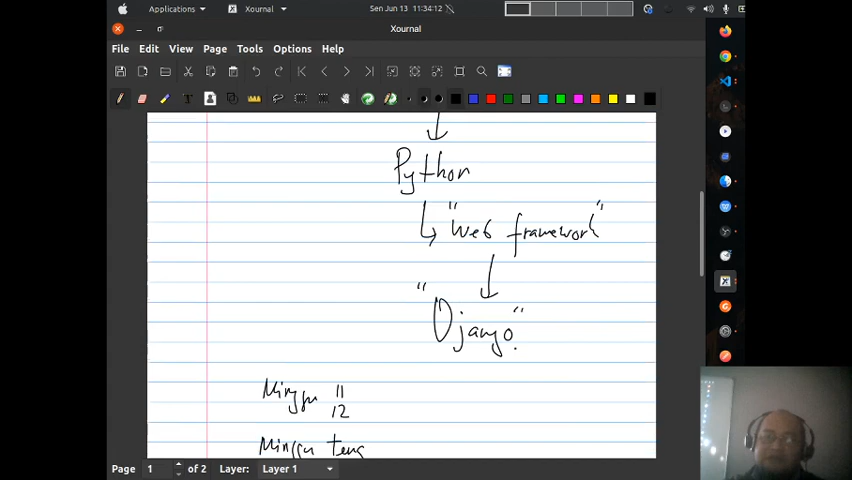 Applications Xournal Sen Jun 13 11:34:12
Xournal
File Edit View Page Tools Options Help
Python
"Web framework"
"Django".
Minggu 11
12
Minggu
Page 1 of 2 Layer: Layer 1